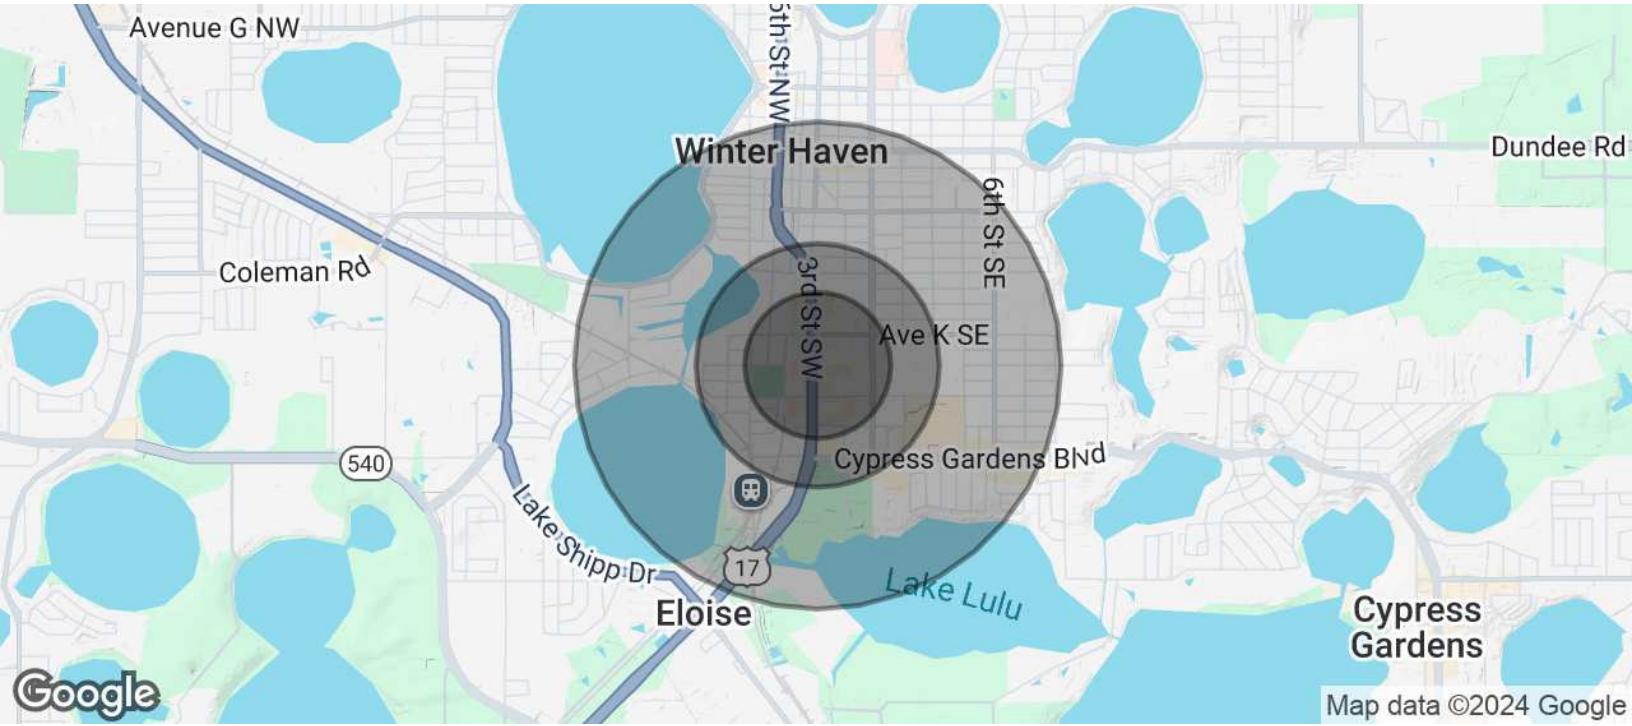 Avenue G NW
5th St NW
Winter Haven
Dundee Rd
6th St SE
Coleman Rd
3rd St SW
Ave K SE
Cypress Gardens Blvd
540
Lake Shipp Dr
17
Lake Lulu
Eloise
Cypress
Gardens
Google
Map data ©2024 Google